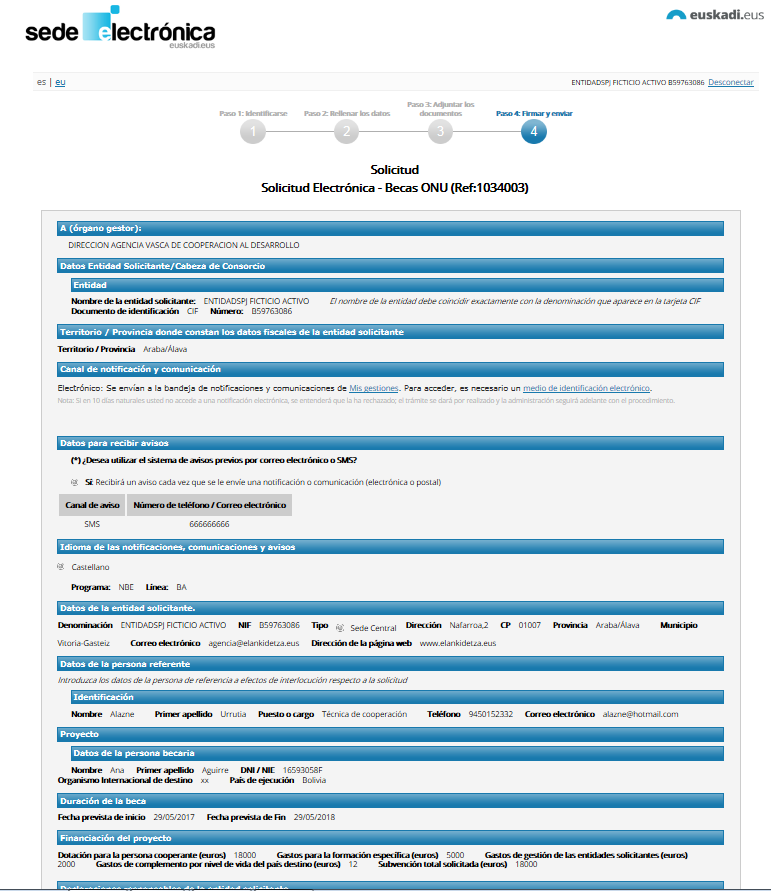 sede electrónica
euskadi.eus
euskadi.eus
es | eu
ENTIDADSPJ FICTICIO ACTIVO B59763086 Desconectar
Paso 1: Identificarse
Paso 2: Rellenar los datos
Paso 3: Adjuntar los documentos
Paso 4: Firmar y enviar
1 2 3 4
Solicitud
Solicitud Electrónica - Becas ONU (Ref:1034003)
A (órgano gestor):
DIRECCION AGENCIA VASCA DE COOPERACION AL DESARROLLO
Datos Entidad Solicitante/Cabeza de Consorcio
Entidad
Nombre de la entidad solicitante: ENTIDADSPJ FICTICIO ACTIVO El nombre de la entidad debe coincidir exactamente con la denominación que aparece en la tarjeta CIF
Documento de identificación CIF Número: B59763086
Territorio / Provincia donde constan los datos fiscales de la entidad solicitante
Territorio / Provincia Araba/Álava
Canal de notificación y comunicación
Electrónico: Se envían a la bandeja de notificaciones y comunicaciones de Mis gestiones. Para acceder, es necesario un medio de identificación electrónico.
Nota: Si en 10 días naturales usted no accede a una notificación electrónica, se entenderá que la ha rechazado; el trámite se dará por realizado y la administración seguirá adelante con el procedimiento.
Datos para recibir avisos
(*) ¿Desea utilizar el sistema de avisos previos por correo electrónico o SMS?
Sí: Recibirá un aviso cada vez que se le envíe una notificación o comunicación (electrónica o postal)
Canal de aviso Número de teléfono / Correo electrónico
SMS 666666666
Idioma de las notificaciones, comunicaciones y avisos
Castellano
Programa: NBE Línea: BA
Datos de la entidad solicitante.
Denominación ENTIDADSPJ FICTICIO ACTIVO NIF B59763086 Tipo Sede Central Dirección Nafarroa,2 CP 01007 Provincia Araba/Álava Municipio
Vitoria-Gasteiz Correo electrónico agencia@elankidetza.eus Dirección de la página web www.elankidetza.eus
Datos de la persona referente
Introduzca los datos de la persona de referencia a efectos de interlocución respecto a la solicitud
Identificación
Nombre Alazne Primer apellido Urrutia Puesto o cargo Técnica de cooperación Teléfono 9450152332 Correo electrónico alazne@hotmail.com
Proyecto
Datos de la persona becaria
Nombre Ana Primer apellido Aguirre DNI / NIE 16593058F
Organismo Internacional de destino xx País de ejecución Bolivia
Duración de la beca
Fecha prevista de inicio 29/05/2017 Fecha prevista de Fin 29/05/2018
Financiación del proyecto
Dotación para la persona cooperante (euros) 18000 Gastos para la formación específica (euros) 5000 Gastos de gestión de las entidades solicitantes (euros)
2000 Gastos de complemento por nivel de vida del país destino (euros) 12 Subvención total solicitada (euros) 18000
Declaraciones responsables de la entidad solicitante